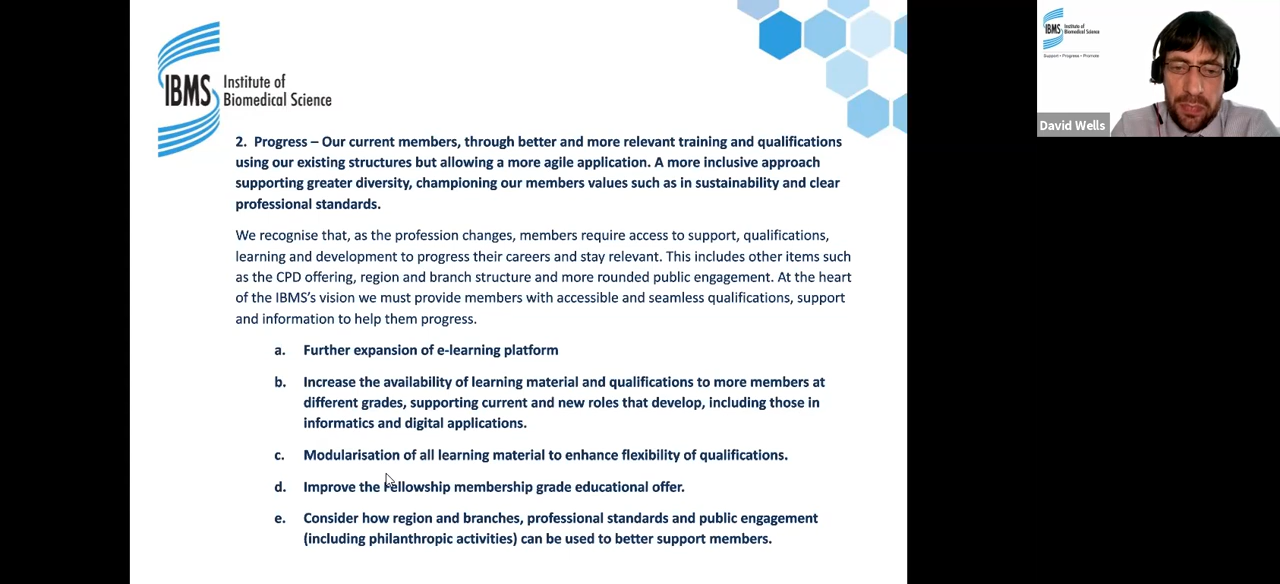 IBMS
Institute of
Biomedical Science
2. Progress – Our current members, through better and more relevant training and qualifications
using our existing structures but allowing a more agile application. A more inclusive approach
supporting greater diversity, championing our members values such as in sustainability and clear
professional standards.
We recognise that, as the profession changes, members require access to support, qualifications,
learning and development to progress their careers and stay relevant. This includes other items such
as the CPD offering, region and branch structure and more rounded public engagement. At the heart
of the IBMS's vision we must provide members with accessible and seamless qualifications, support
and information to help them progress.
a. Further expansion of e-learning platform
b. Increase the availability of learning material and qualifications to more members at
different grades, supporting current and new roles that develop, including those in
informatics and digital applications.
c. Modularisation of all learning material to enhance flexibility of qualifications.
d. Improve the Fellowship membership grade educational offer.
e. Consider how region and branches, professional standards and public engagement
(including philanthropic activities) can be used to better support members.
IBMS
Institute of
Biomedical Science
Support • Progress • Promote
David Wells